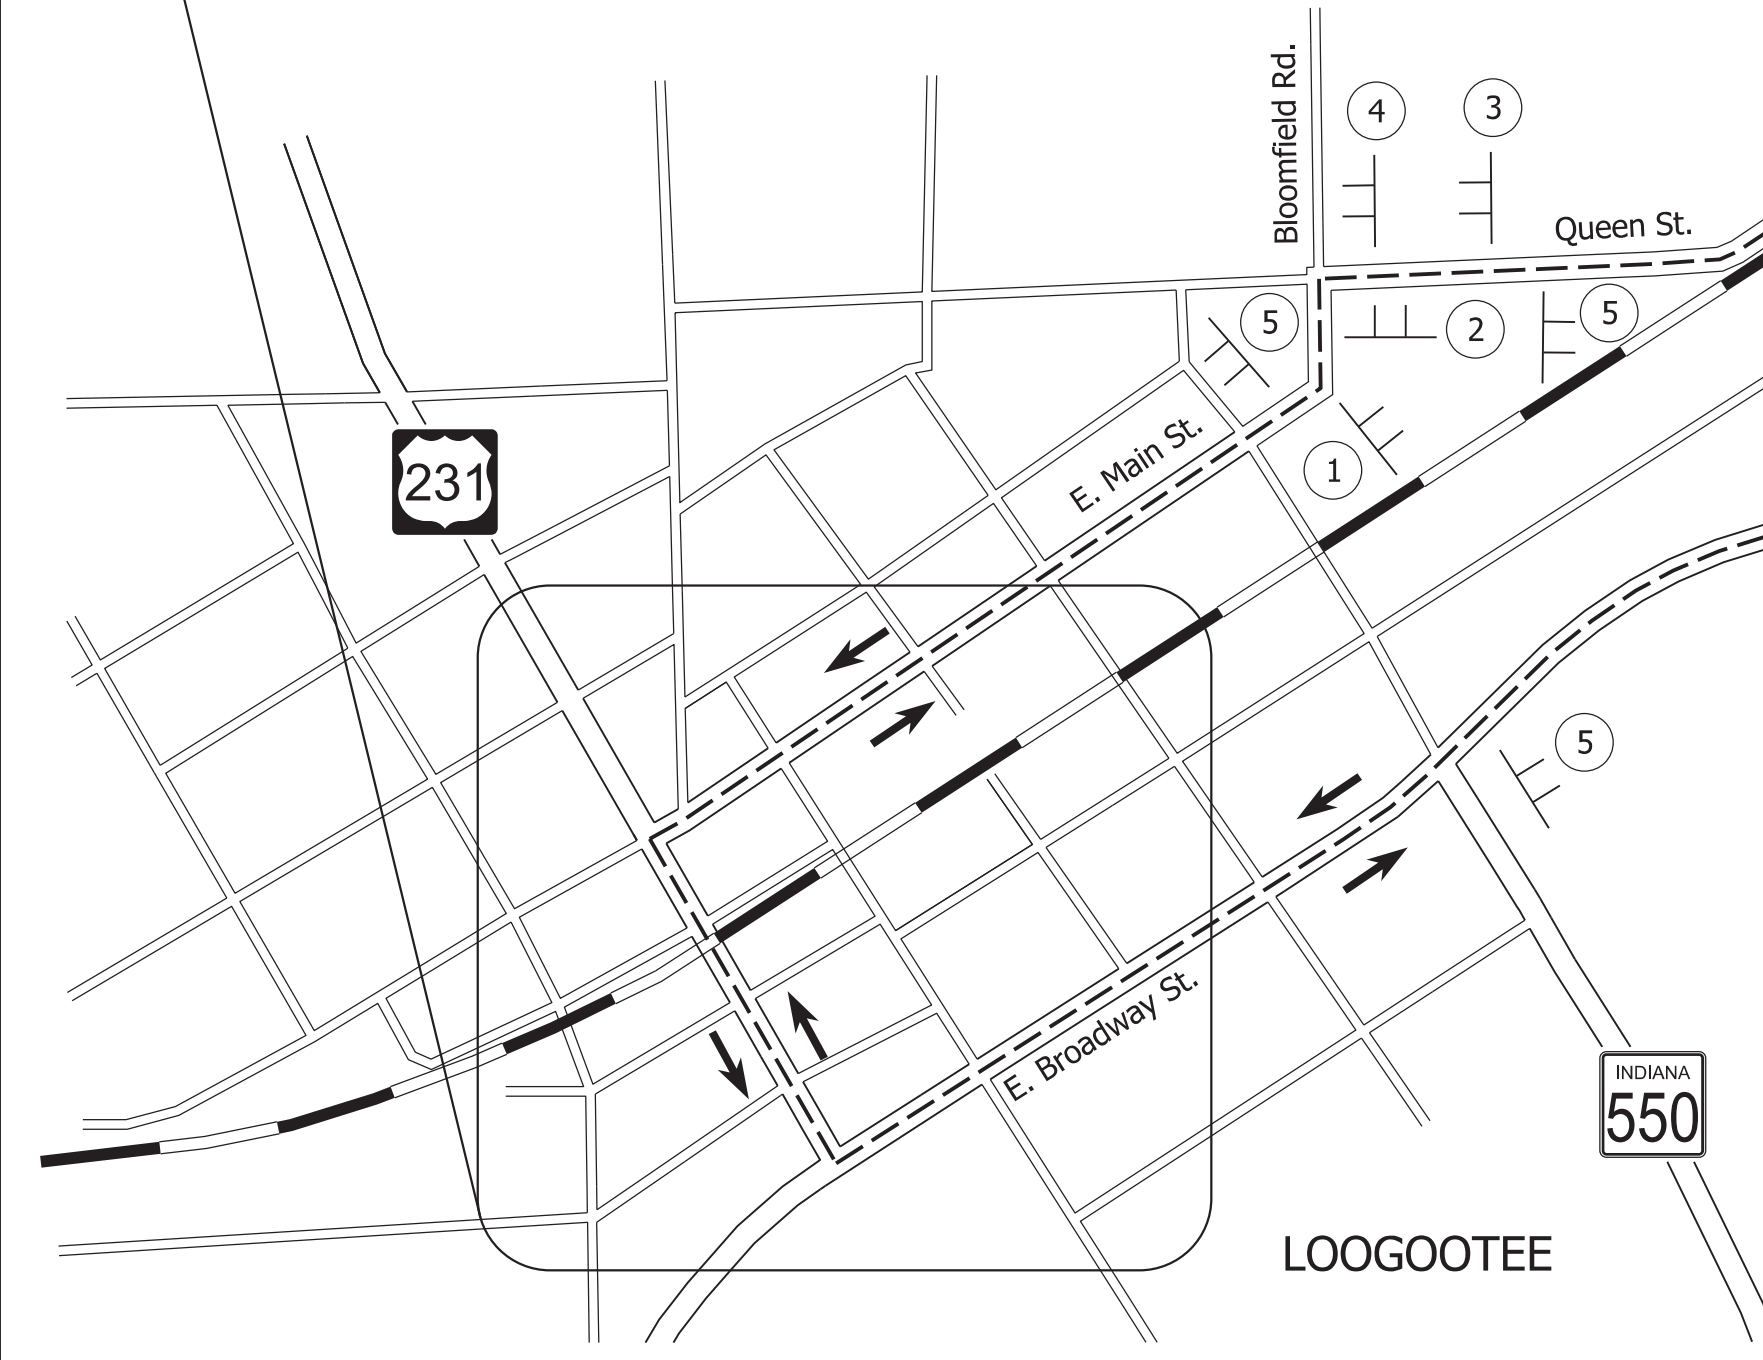 Bloomfield Rd.
4
3
Queen St.
5
2
5
231
E. Main St.
1
5
E. Broadway St.
INDIANA
550
LOOGOOTEE